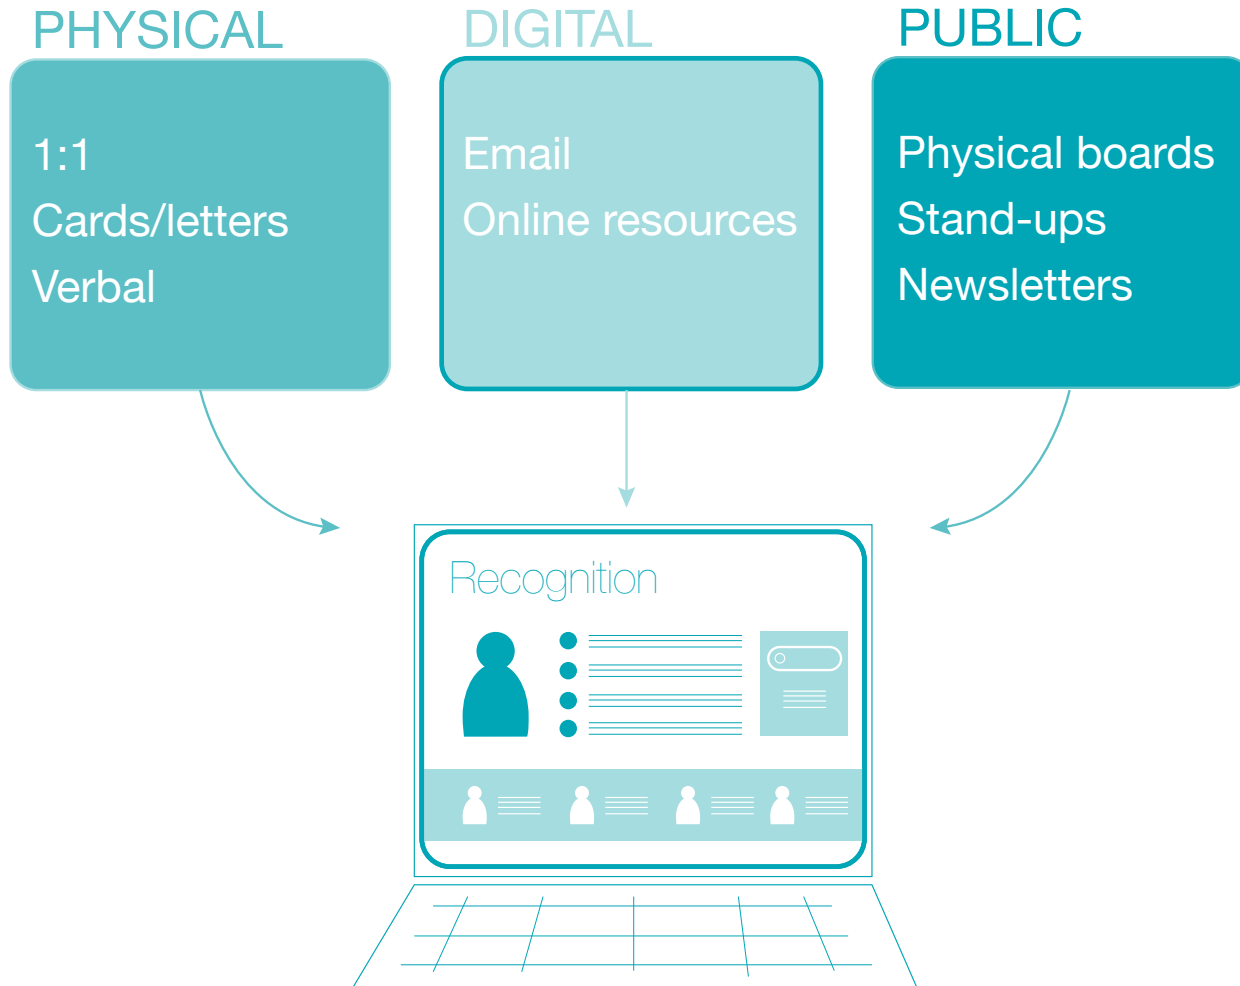 PHYSICAL
1:1
Cards/letters
Verbal
DIGITAL
Email
Online resources
PUBLIC
Physical boards
Stand-ups
Newsletters
Recognition